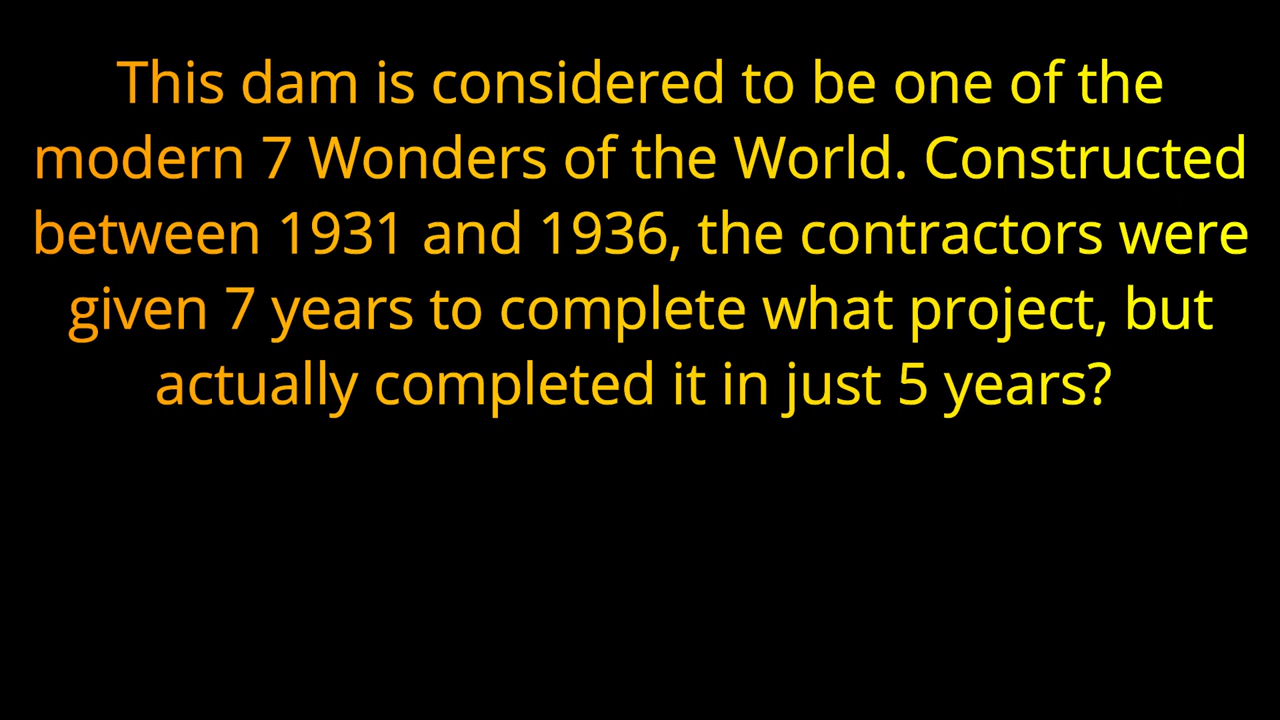 This dam is considered to be one of the
modern 7 Wonders of the World. Constructed
between 1931 and 1936, the contractors were
given 7 years to complete what project, but
actually completed it in just 5 years?